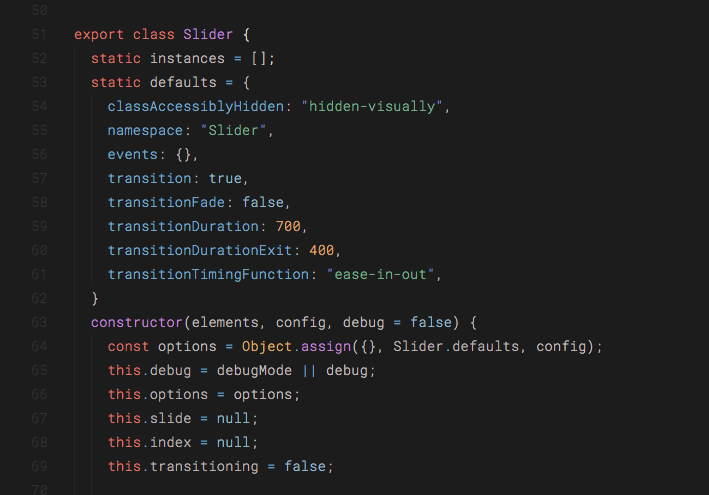 50
51 export class Slider {
52 static instances = [];
53 static defaults = {
54 classAccessiblyHidden: "hidden-visually",
55 namespace: "Slider",
56 events: {},
57 transition: true,
58 transitionFade: false,
59 transitionDuration: 700,
60 transitionDurationExit: 400,
61 transitionTimingFunction: "ease-in-out",
62 }
63 constructor(elements, config, debug = false) {
64 const options = Object.assign({}, Slider.defaults, config);
65 this.debug = debugMode || debug;
66 this.options = options;
67 this.slide = null;
68 this.index = null;
69 this.transitioning = false;
70